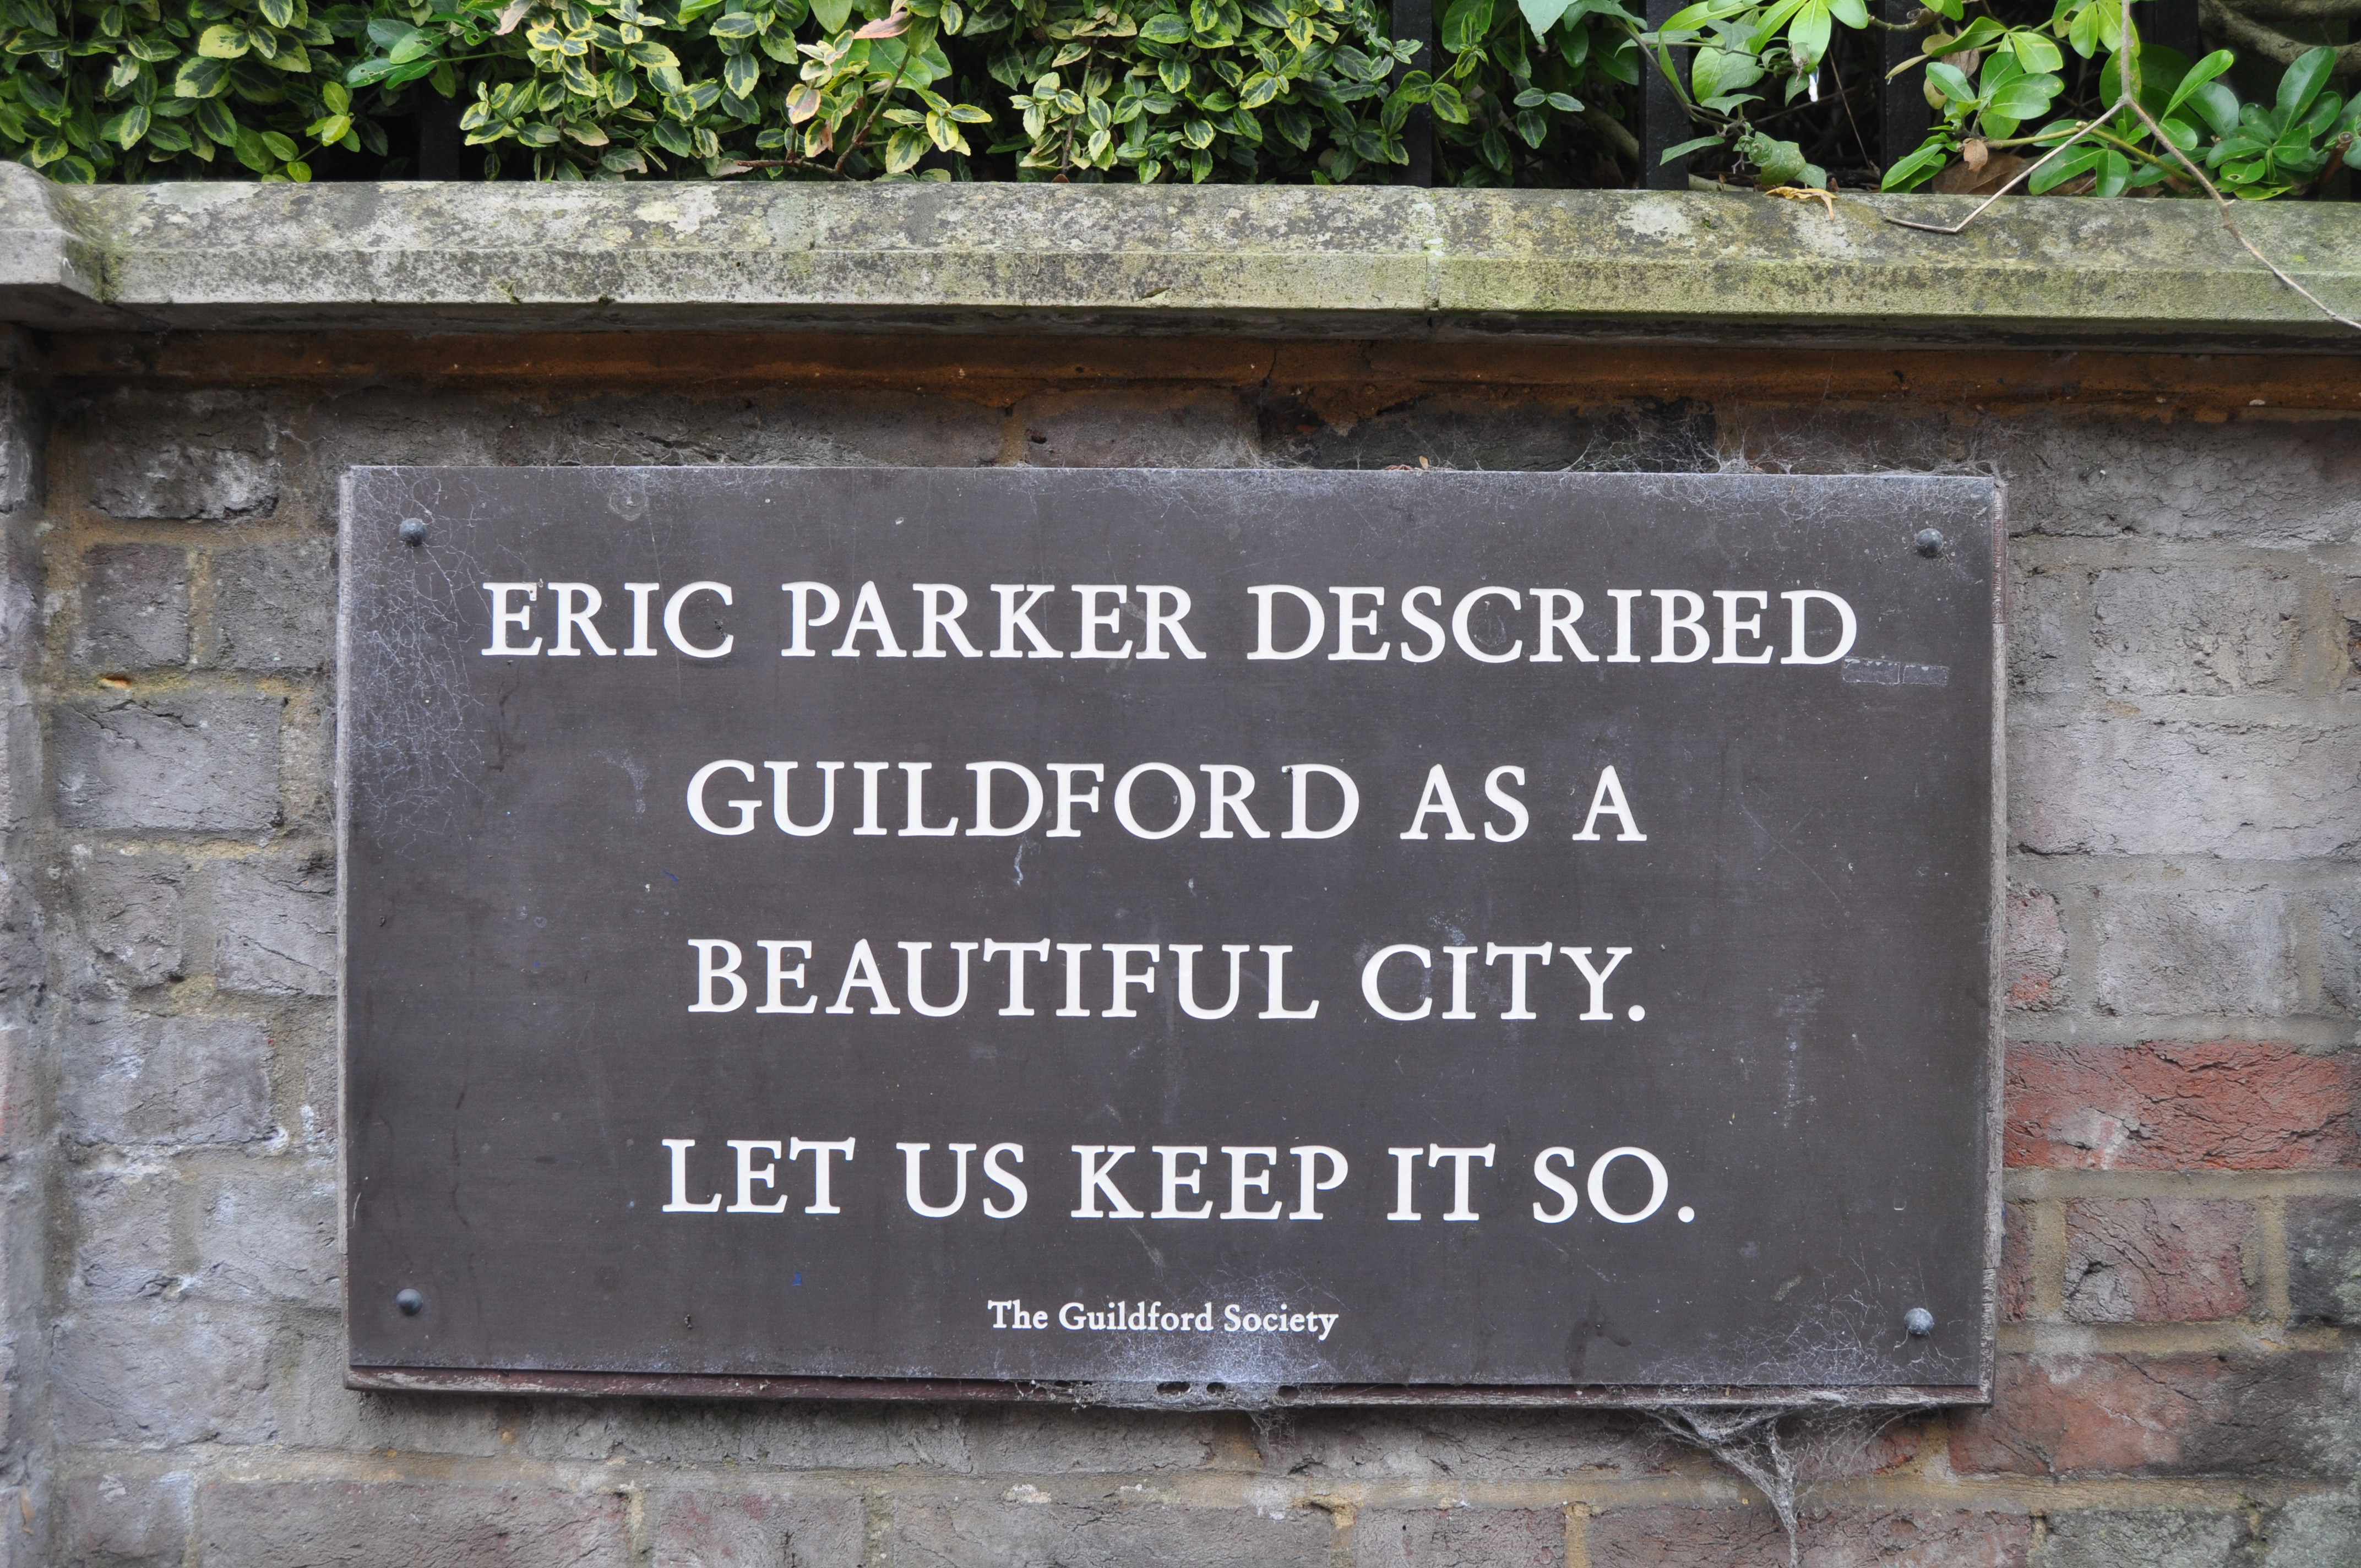 ERIC PARKER DESCRIBED
GUILDFORD AS A
BEAUTIFUL CITY.
LET US KEEP IT SO.
The Guildford Society